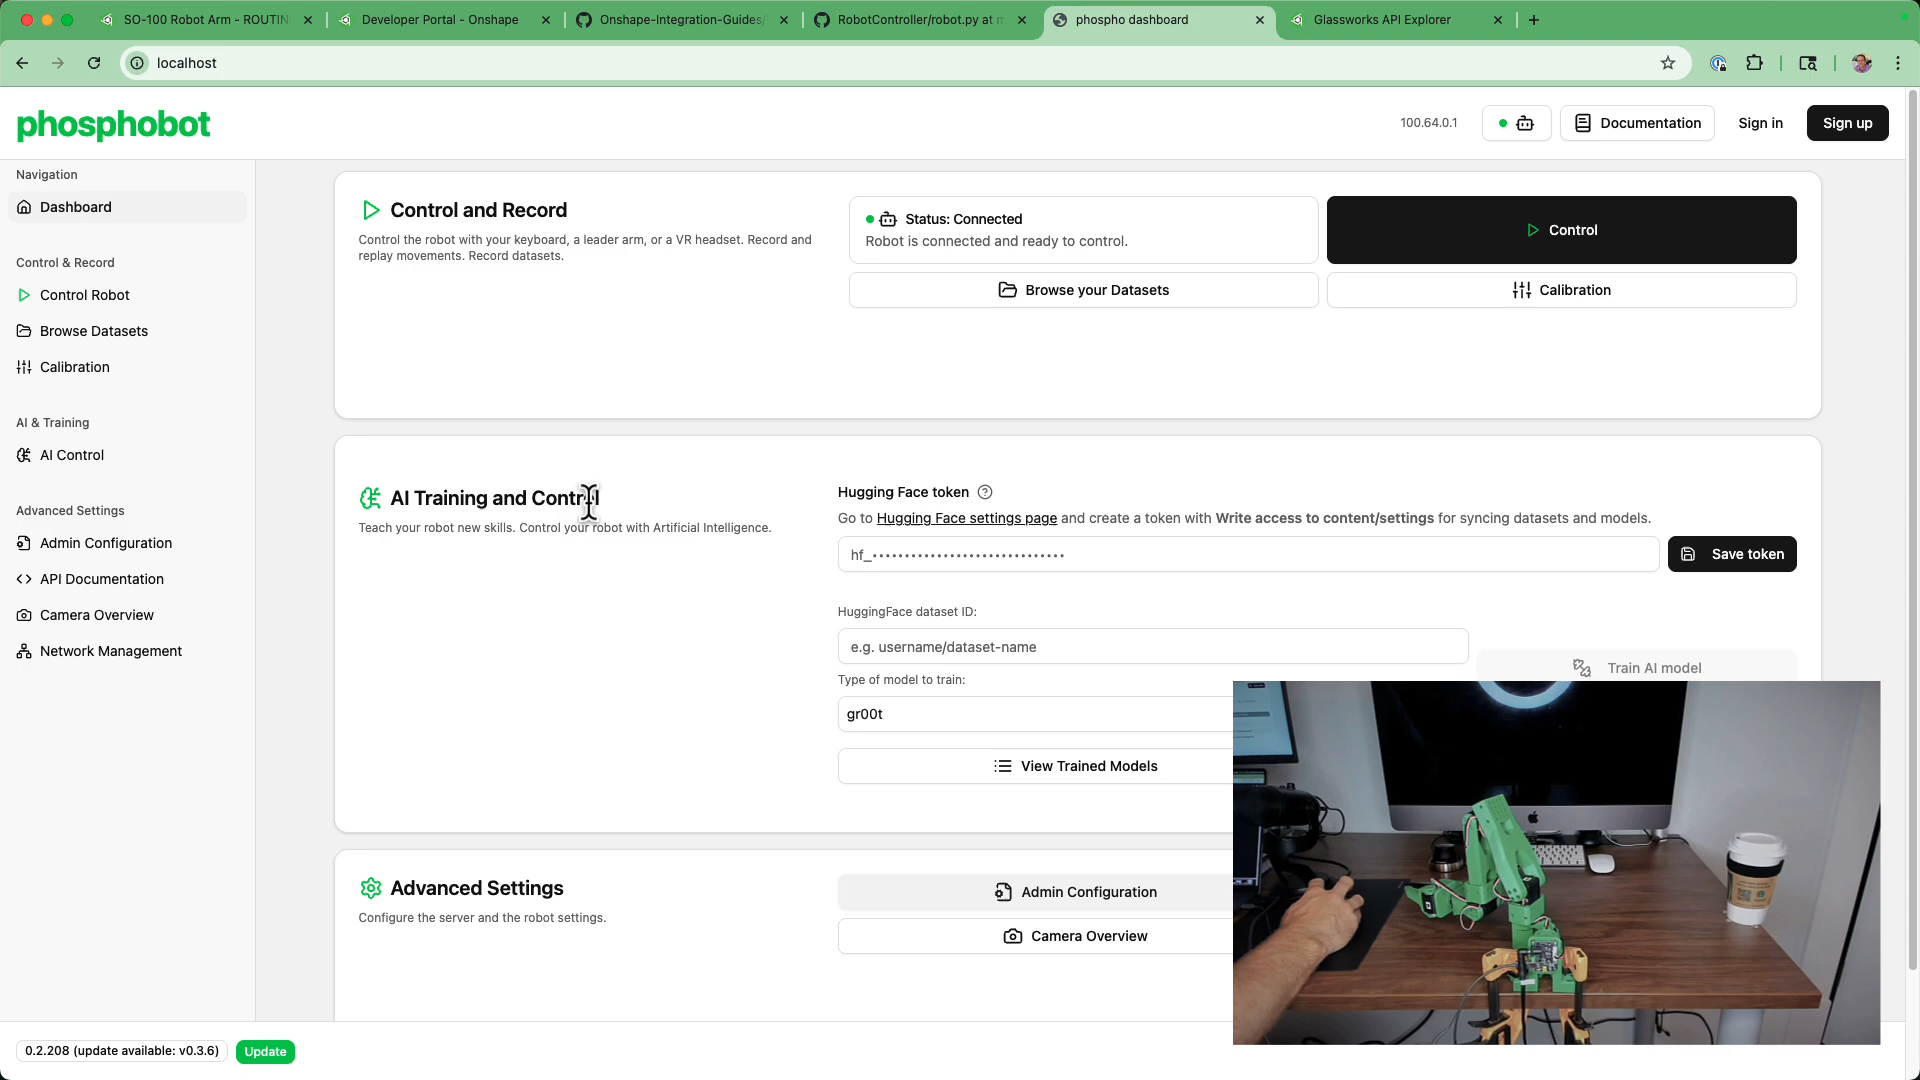 SO-100 Robot Arm - ROUTIN
Developer Portal - Onshape
Onshape-Integration-Guides/
RobotController/robot.py at m
phospho dashboard
Glassworks API Explorer
localhost
phosphobot
100.64.0.1
Documentation
Sign in
Sign up
Navigation
Dashboard
Control & Record
Control Robot
Browse Datasets
Calibration
AI & Training
AI Control
Advanced Settings
Admin Configuration
API Documentation
Camera Overview
Network Management
Control and Record
Control the robot with your keyboard, a leader arm, or a VR headset. Record and
replay movements. Record datasets.
Status: Connected
Robot is connected and ready to control.
Control
Browse your Datasets
Calibration
AI Training and Control
Teach your robot new skills. Control your robot with Artificial Intelligence.
Hugging Face token
Go to Hugging Face settings page and create a token with Write access to content/settings for syncing datasets and models.
hf_••••••••••••••••••••••••••••••
Save token
HuggingFace dataset ID:
e.g. username/dataset-name
Train AI model
Type of model to train:
gr00t
View Trained Models
Advanced Settings
Configure the server and the robot settings.
Admin Configuration
Camera Overview
0.2.208 (update available: v0.3.6)
Update